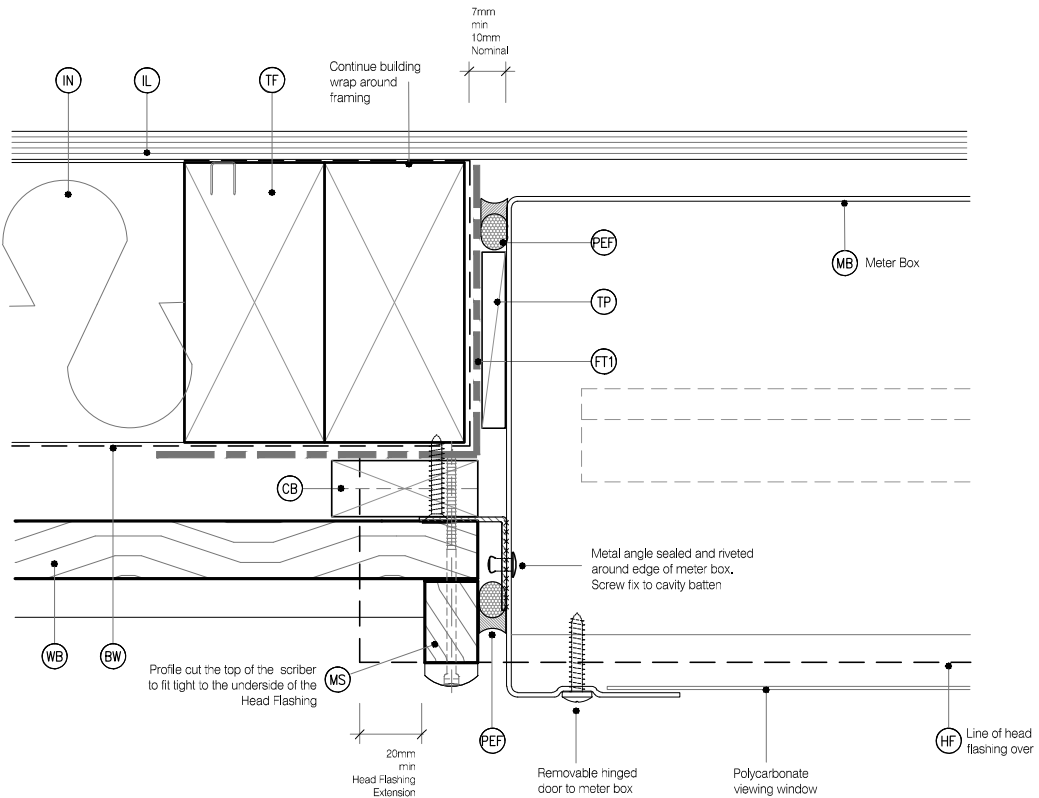 7mm
min
10mm
Nominal
Continue building
wrap around
framing
IN
IL
TF
PEF
MB Meter Box
TP
FT1
CB
Metal angle sealed and riveted
around edge of meter box.
Screw fix to cavity batten
WB
BW
Profile cut the top of the scriber
to fit tight to the underside of the
Head Flashing
MS
PEF
HF
Line of head
flashing over
20mm
min
Head Flashing
Extension
Removable hinged
door to meter box
Polycarbonate
viewing window